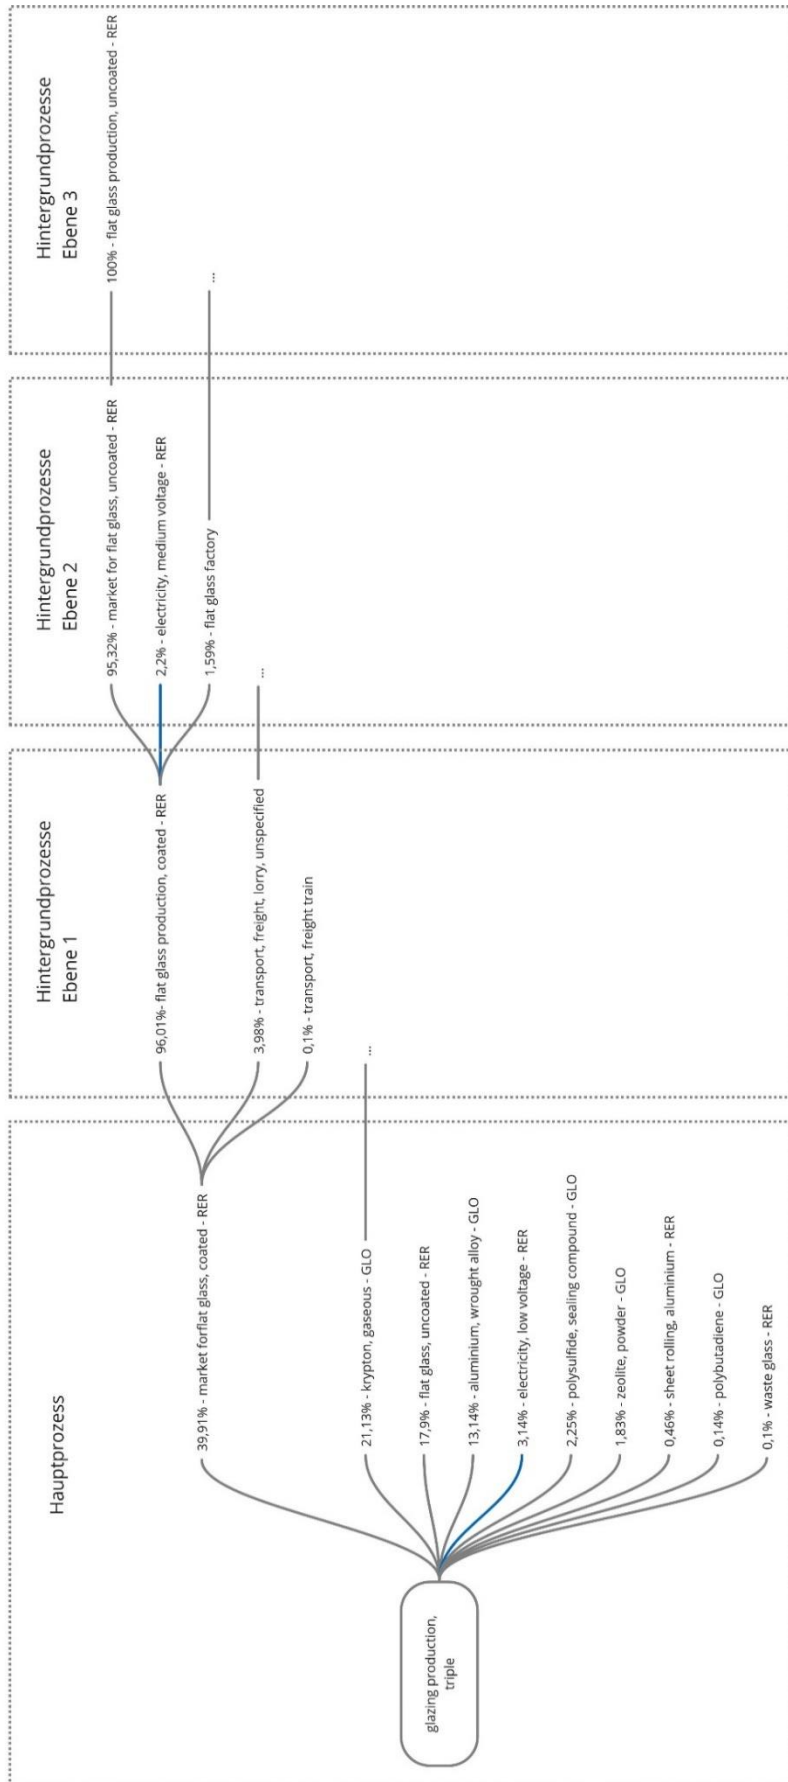 Hauptprozess
glazing production,
triple
39,91% - market forflat glass, coated - RER
21,13% - krypton, gaseous - GLO
...
17,9% - flat glass, uncoated - RER
13,14% - aluminium, wrought alloy - GLO
3,14% - electricity, low voltage - RER
2,25% - polysulfide, sealing compound - GLO
1,83% - zeolite, powder - GLO
0,46% - sheet rolling, aluminium - RER
0,14% - polybutadiene - GLO
0,1% - waste glass - RER
Hintergrundprozesse
Ebene 1
96,01%- flat glass production, coated - RER
3,98% - transport, freight, lorry, unspecified
...
0,1% - transport, freight train
Hintergrundprozesse
Ebene 2
95,32% - market for flat glass, uncoated - RER
2,2% - electricity, medium voltage - RER
1,59% - flat glass factory
...
Hintergrundprozesse
Ebene 3
100% - flat glass production, uncoated - RER